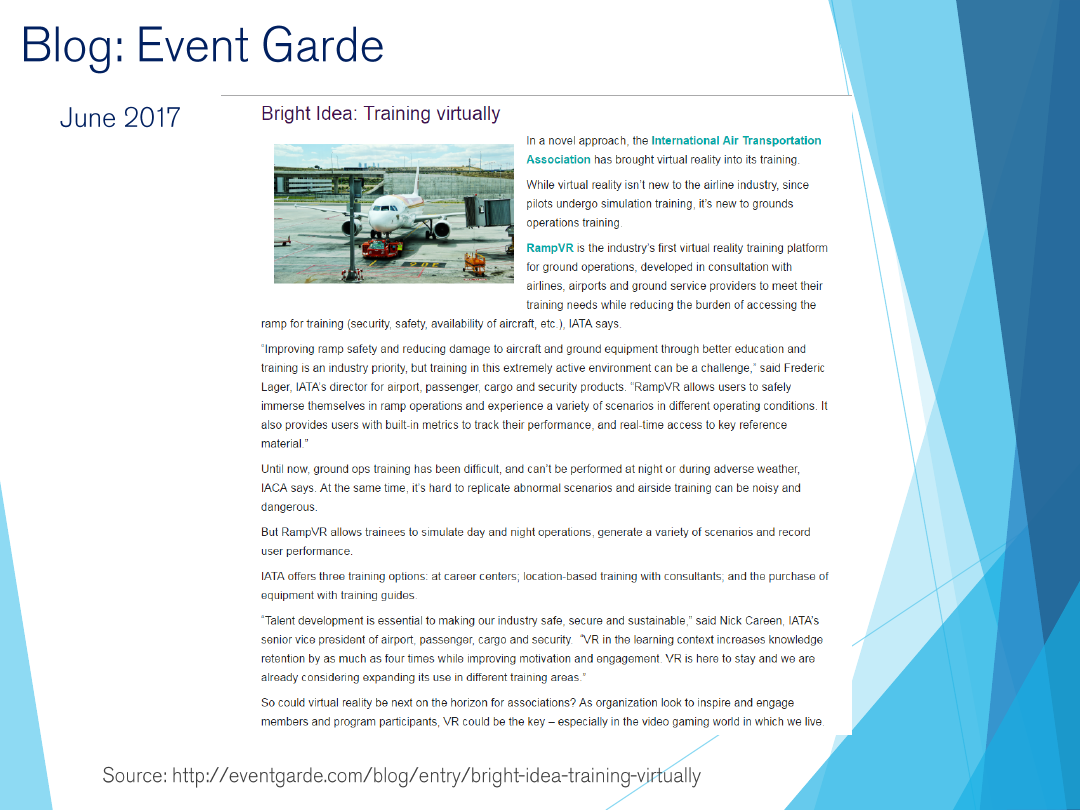 Blog: Event Garde
June 2017
Bright Idea: Training virtually
In a novel approach, the International Air Transportation
Association has brought virtual reality into its training.
While virtual reality isn't new to the airline industry, since
pilots undergo simulation training, it's new to grounds
operations training.
RampVR is the industry's first virtual reality training platform
for ground operations, developed in consultation with
airlines, airports and ground service providers to meet their
training needs while reducing the burden of accessing the
ramp for training (security, safety, availability of aircraft, etc.), IATA says.
"Improving ramp safety and reducing damage to aircraft and ground equipment through better education and
training is an industry priority, but training in this extremely active environment can be a challenge," said Frederic
Lager, IATA's director for airport, passenger, cargo and security products. "RampVR allows users to safely
immerse themselves in ramp operations and experience a variety of scenarios in different operating conditions. It
also provides users with built-in metrics to track their performance, and real-time access to key reference
material."
Until now, ground ops training has been difficult, and can't be performed at night or during adverse weather,
IACA says. At the same time, it's hard to replicate abnormal scenarios and airside training can be noisy and
dangerous.
But RampVR allows trainees to simulate day and night operations, generate a variety of scenarios and record
user performance.
IATA offers three training options: at career centers; location-based training with consultants; and the purchase of
equipment with training guides.
"Talent development is essential to making our industry safe, secure and sustainable," said Nick Careen, IATA's
senior vice president of airport, passenger, cargo and security. "VR in the learning context increases knowledge
retention by as much as four times while improving motivation and engagement. VR is here to stay and we are
already considering expanding its use in different training areas."
So could virtual reality be next on the horizon for associations? As organization look to inspire and engage
members and program participants, VR could be the key – especially in the video gaming world in which we live.
Source: http://eventgarde.com/blog/entry/bright-idea-training-virtually